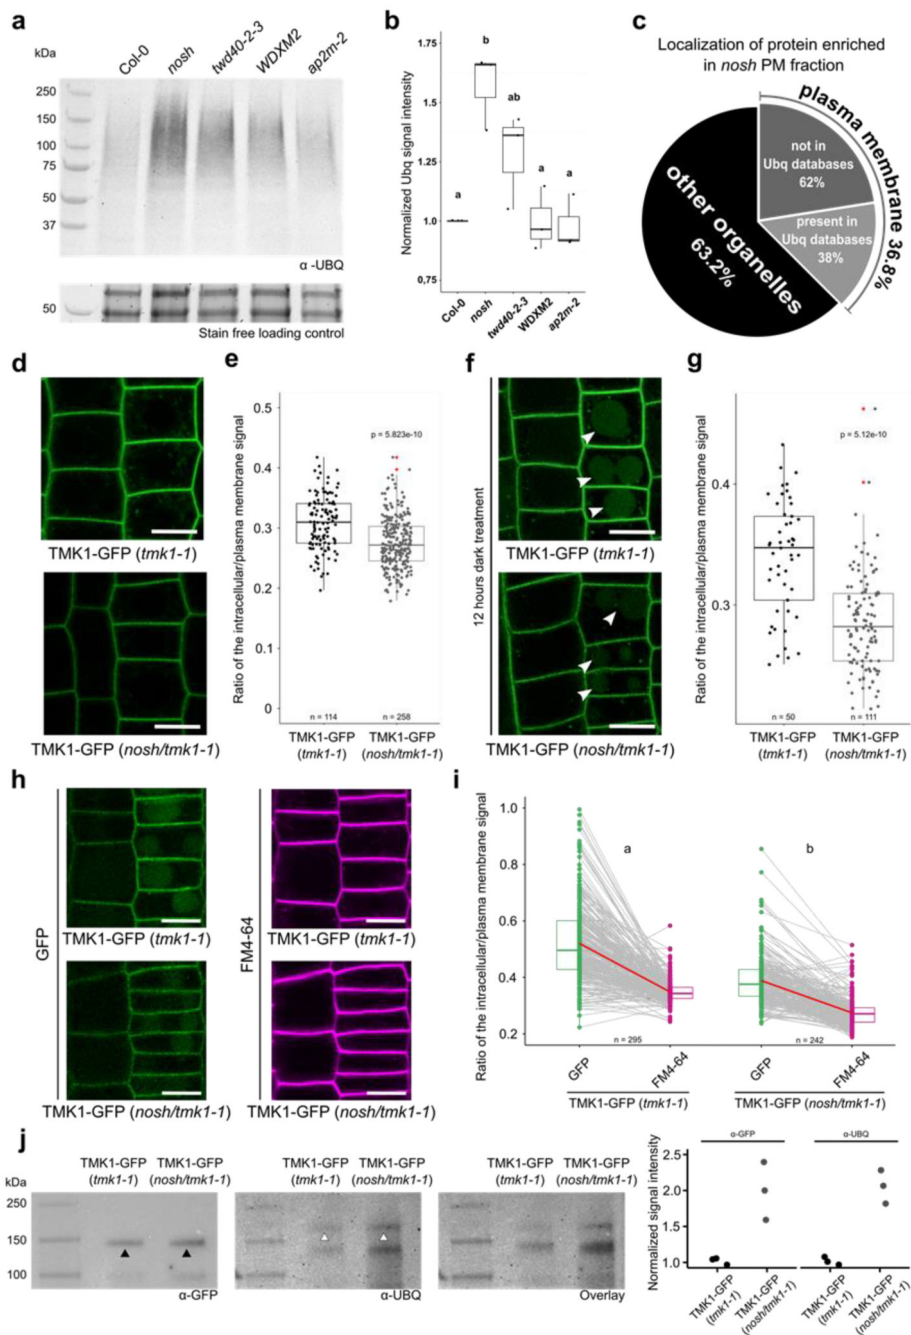 a
kDa
Col-0
nosh
twd40-2-3
WDXM2
ap2m-2
250
150
100
75
50
37
α -UBQ
50
Stain free loading control
b
Normalized Ubq signal intensity
1.75
1.5
1.25
1.0
0,75
b
ab
a
a
a
Col-0
nosh
twd40-2-3
WDXM2
ap2m-2
c
Localization of protein enriched
in nosh PM fraction
plasma membrane 36.8%
not in
Ubq databases
62%
present in
Ubq databases
38%
other organelles
63.2%
d
TMK1-GFP (tmk1-1)
TMK1-GFP (nosh/tmk1-1)
e
Ratio of the intracellular/plasma membrane signal
0.5
0.4
0.3
0.2
0.1
0
p = 5.823e-10
n = 114
n = 258
TMK1-GFP
(tmk1-1)
TMK1-GFP
(nosh/tmk1-1)
f
12 hours dark treatment
TMK1-GFP (tmk1-1)
TMK1-GFP (nosh/tmk1-1)
g
Ratio of the intracellular/plasma membrane signal
0.4
0.3
p = 5.12e-10
n = 50
n = 111
TMK1-GFP
(tmk1-1)
TMK1-GFP
(nosh/tmk1-1)
h
GFP
TMK1-GFP (tmk1-1)
TMK1-GFP (nosh/tmk1-1)
FM4-64
TMK1-GFP (tmk1-1)
TMK1-GFP (nosh/tmk1-1)
i
Ratio of the intracellular/plasma membrane signal
1.0
0.8
0.6
0.4
0.2
a
b
n = 295
n = 242
GFP
FM4-64
GFP
FM4-64
TMK1-GFP (tmk1-1)
TMK1-GFP (nosh/tmk1-1)
j
kDa
250
150
100
TMK1-GFP
(tmk1-1)
TMK1-GFP
(nosh/tmk1-1)
α-GFP
TMK1-GFP
(tmk1-1)
TMK1-GFP
(nosh/tmk1-1)
α-UBQ
TMK1-GFP
(tmk1-1)
TMK1-GFP
(nosh/tmk1-1)
Overlay
Normalized signal intensity
2.5
2.0
1.5
1.0
α-GFP
α-UBQ
TMK1-GFP
(tmk1-1)
TMK1-GFP
(nosh/tmk1-1)
TMK1-GFP
(tmk1-1)
TMK1-GFP
(nosh/tmk1-1)